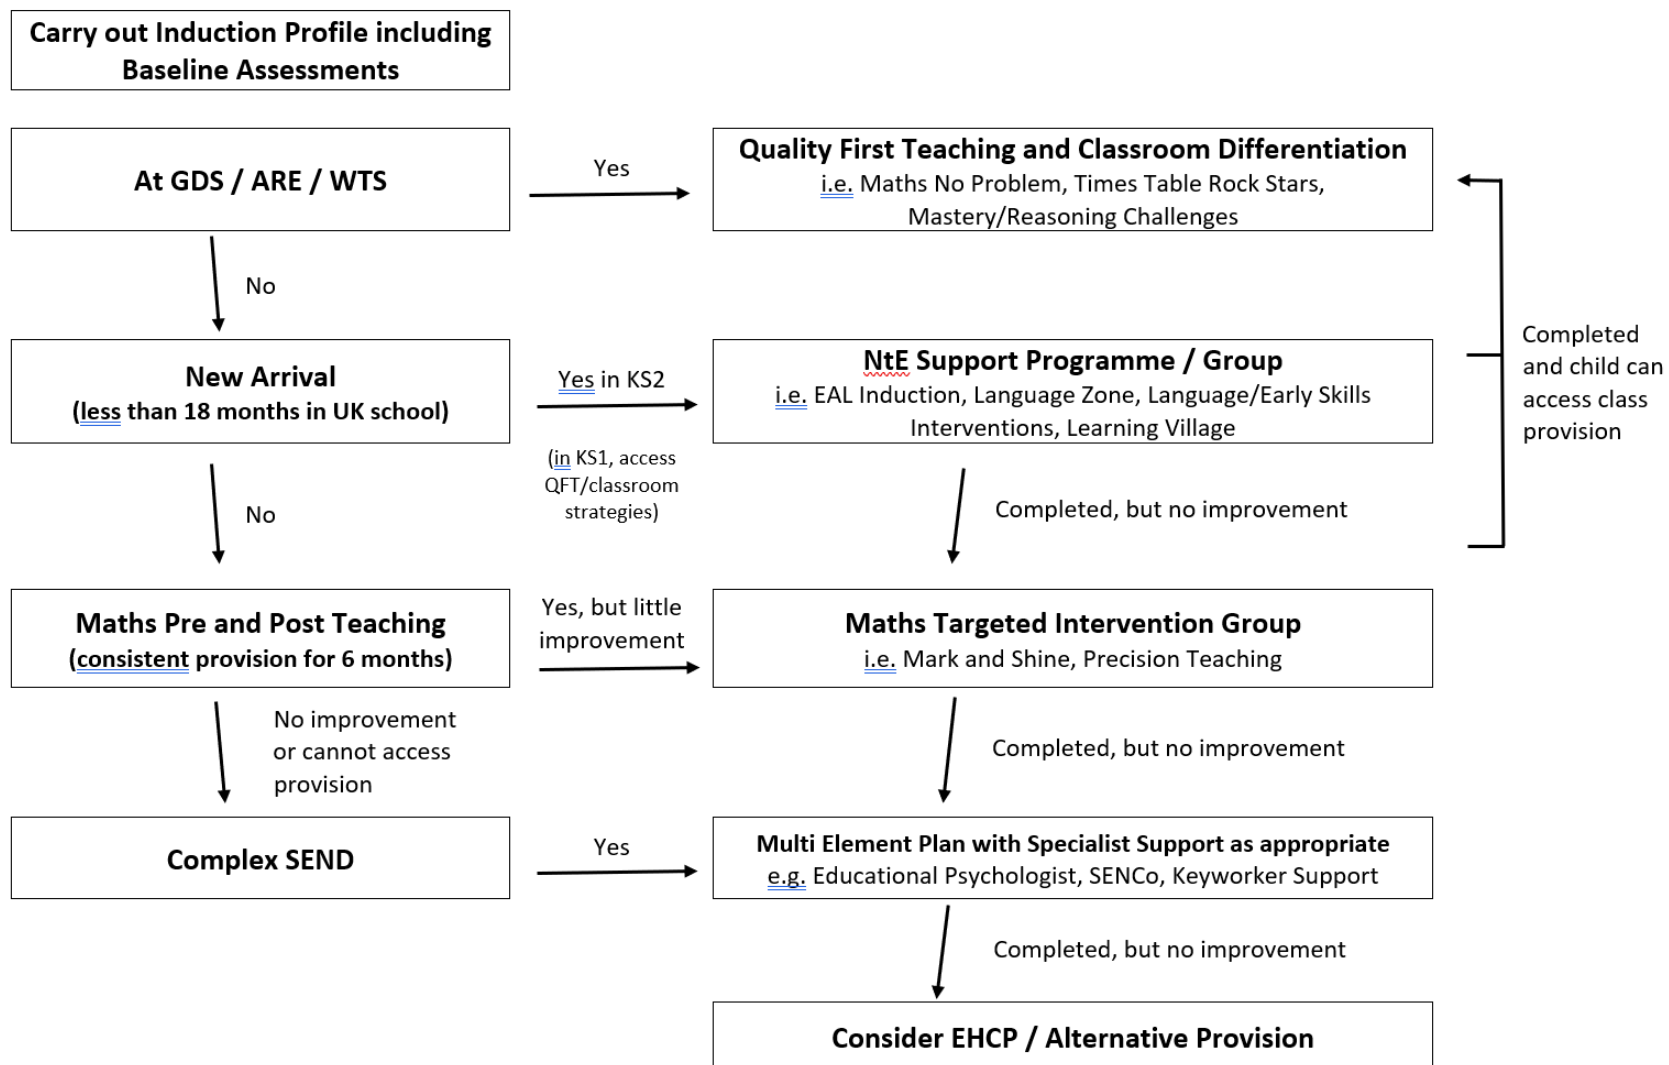 Carry out Induction Profile including
Baseline Assessments
At GDS / ARE / WTS
Yes
Quality First Teaching and Classroom Differentiation
i.e. Maths No Problem, Times Table Rock Stars,
Mastery/Reasoning Challenges
No
New Arrival
(less than 18 months in UK school)
Yes in KS2
(in KS1, access
QFT/classroom
strategies)
NtE Support Programme / Group
i.e. EAL Induction, Language Zone, Language/Early Skills
Interventions, Learning Village
Completed
and child can
access class
provision
No
Completed, but no improvement
Maths Pre and Post Teaching
(consistent provision for 6 months)
Yes, but little
improvement
Maths Targeted Intervention Group
i.e. Mark and Shine, Precision Teaching
No improvement
or cannot access
provision
Completed, but no improvement
Complex SEND
Yes
Multi Element Plan with Specialist Support as appropriate
e.g. Educational Psychologist, SENCo, Keyworker Support
Completed, but no improvement
Consider EHCP / Alternative Provision